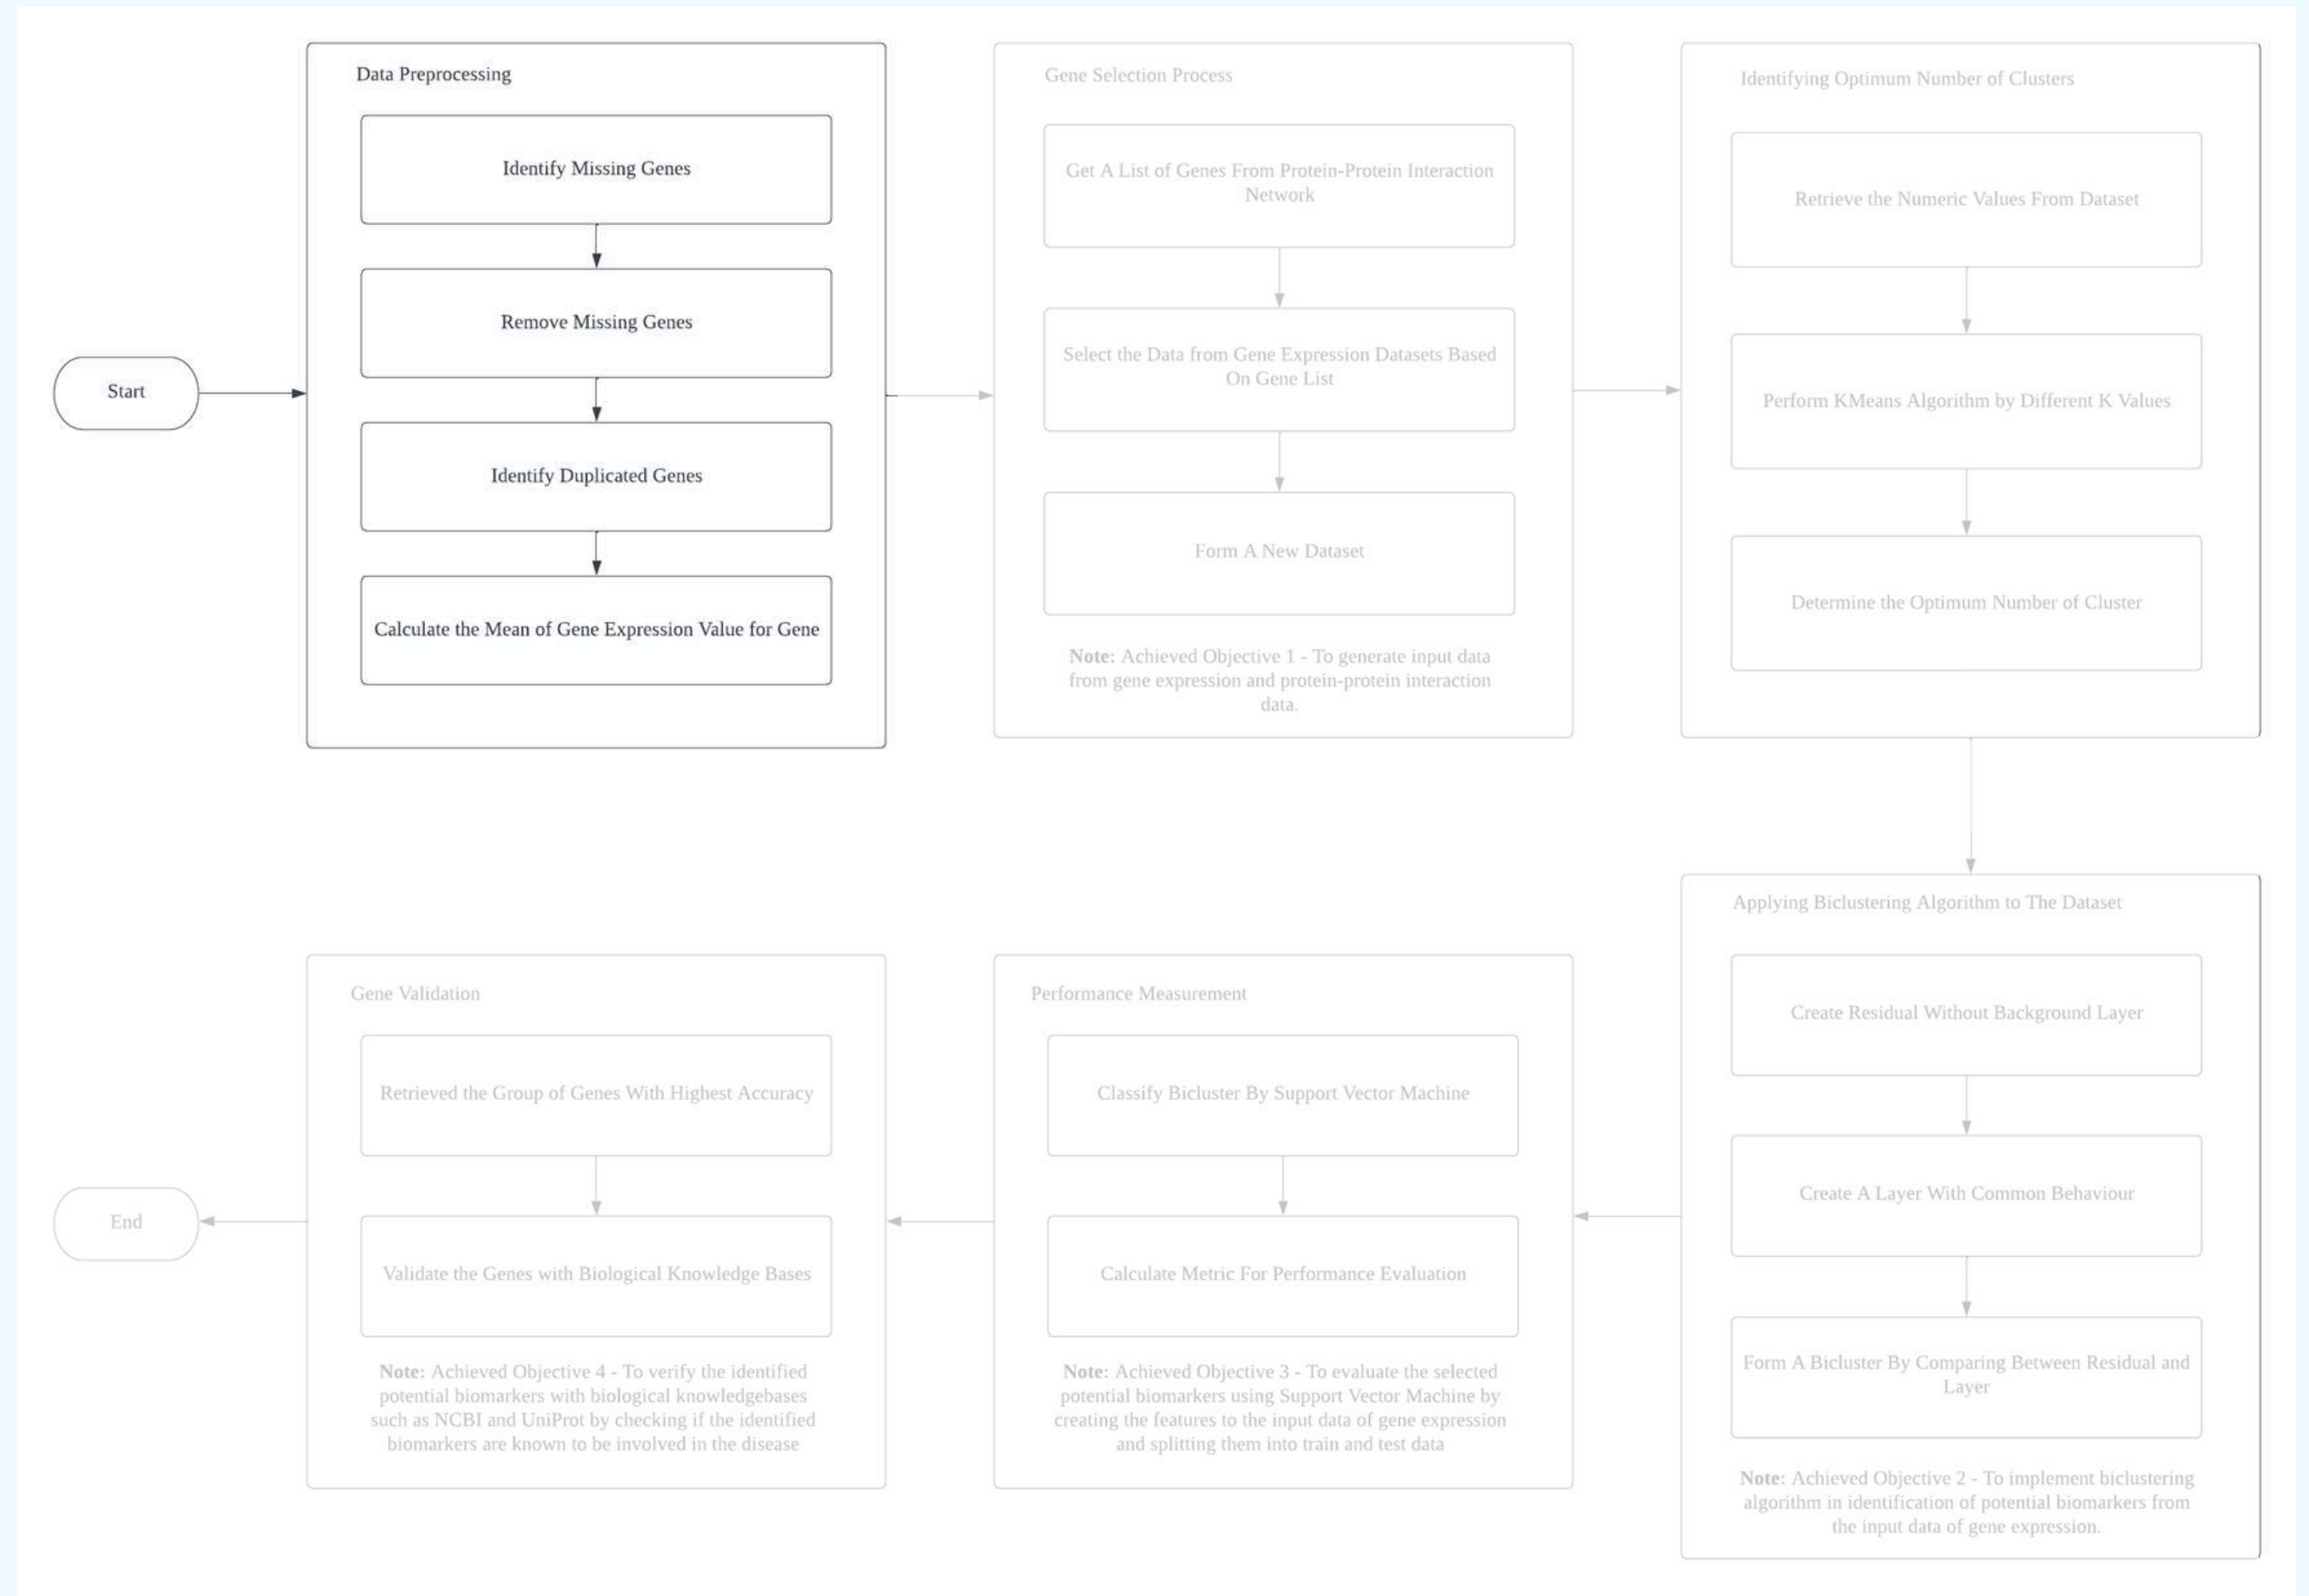 Start
Data Preprocessing
Identify Missing Genes
Remove Missing Genes
Identify Duplicated Genes
Calculate the Mean of Gene Expression Value for Gene
Gene Selection Process
Get A List of Genes From Protein-Protein Interaction
Network
Select the Data from Gene Expression Datasets Based
On Gene List
Form A New Dataset
Note: Achieved Objective 1 - To generate input data
from gene expression and protein-protein interaction
data.
Identifying Optimum Number of Clusters
Retrieve the Numeric Values From Dataset
Perform KMeans Algorithm by Different K Values
Determine the Optimum Number of Cluster
Applying Biclustering Algorithm to The Dataset
Create Residual Without Background Layer
Create A Layer With Common Behaviour
Form A Bicluster By Comparing Between Residual and
Layer
Note: Achieved Objective 2 - To implement biclustering
algorithm in identification of potential biomarkers from
the input data of gene expression.
Performance Measurement
Classify Bicluster By Support Vector Machine
Calculate Metric For Performance Evaluation
Note: Achieved Objective 3 - To evaluate the selected
potential biomarkers using Support Vector Machine by
creating the features to the input data of gene expression
and splitting them into train and test data
Gene Validation
Retrieved the Group of Genes With Highest Accuracy
Validate the Genes with Biological Knowledge Bases
Note: Achieved Objective 4 - To verify the identified
potential biomarkers with biological knowledgebases
such as NCBI and UniProt by checking if the identified
biomarkers are known to be involved in the disease
End